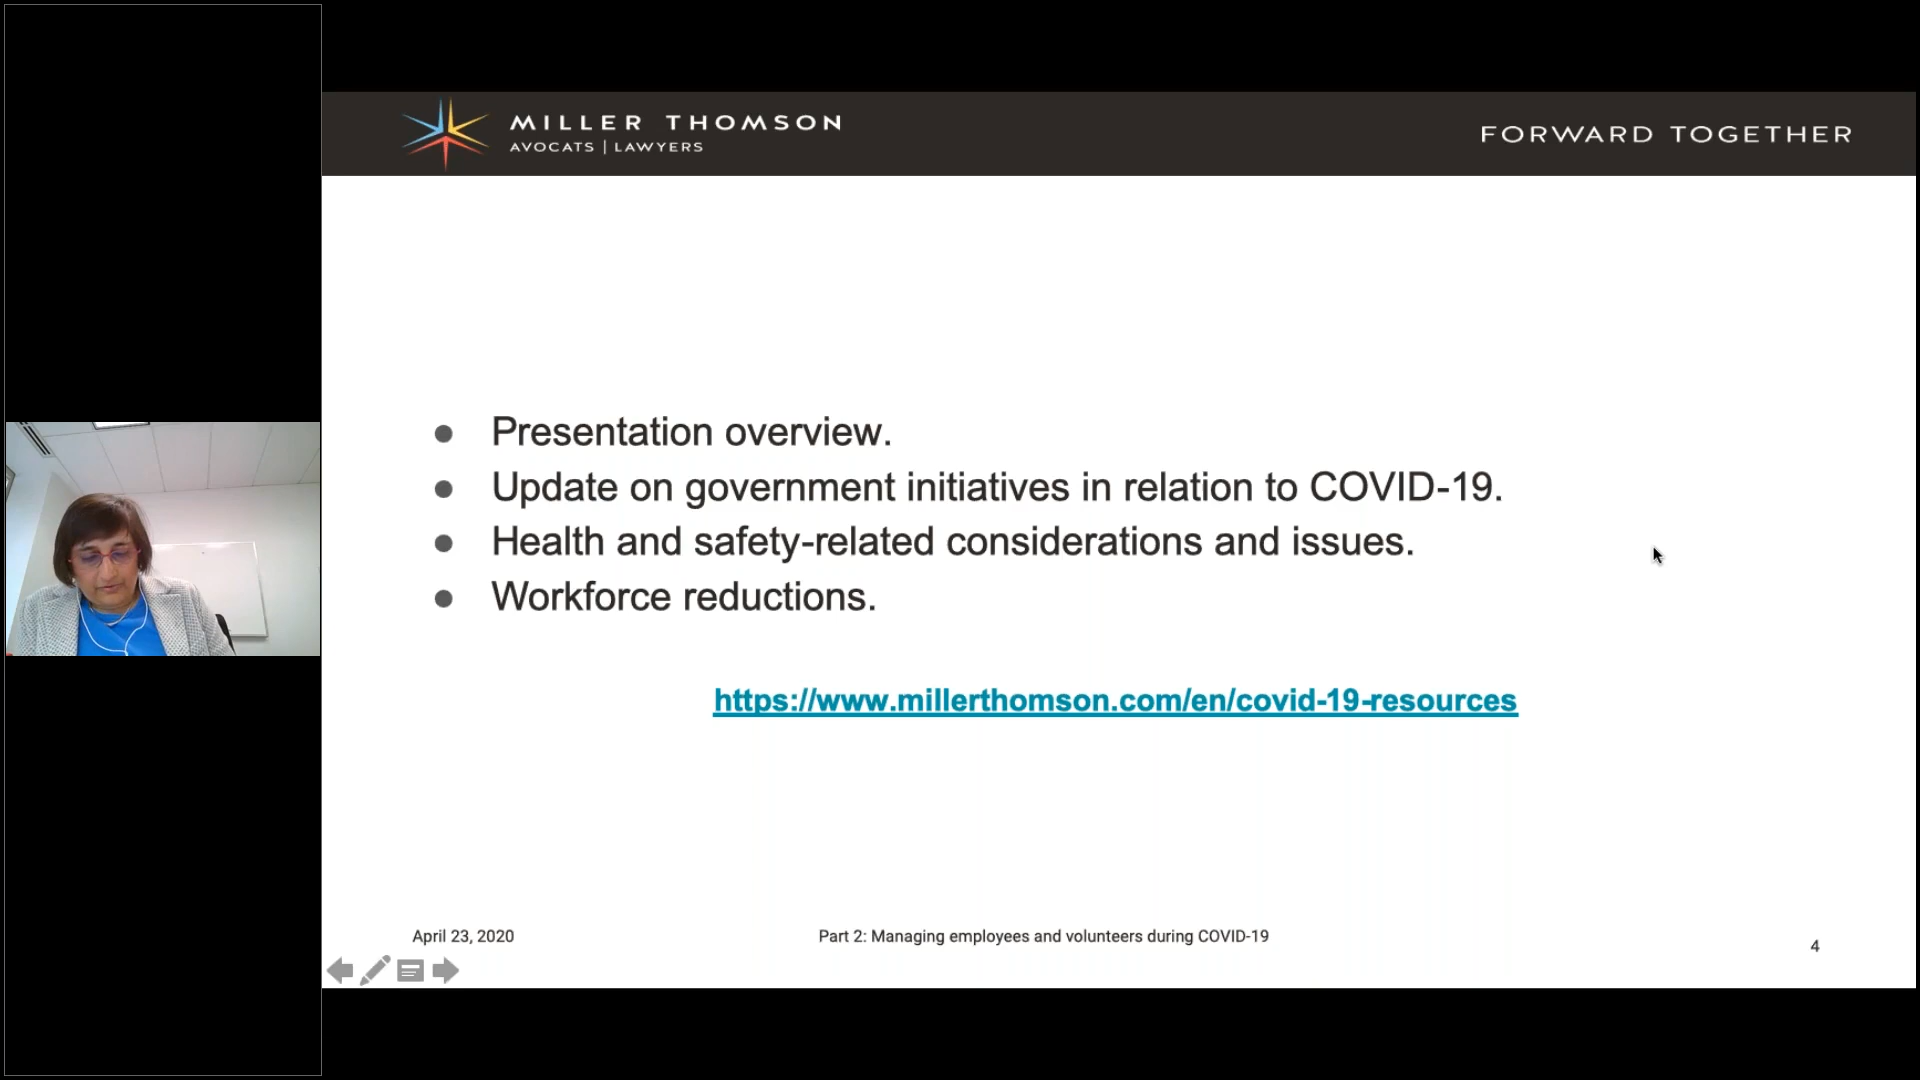 MILLER THOMSON
AVOCATS | LAWYERS
FORWARD TOGETHER
● Presentation overview.
● Update on government initiatives in relation to COVID-19.
● Health and safety-related considerations and issues.
● Workforce reductions.
https://www.millerthomson.com/en/covid-19-resources
April 23, 2020
Part 2: Managing employees and volunteers during COVID-19
4